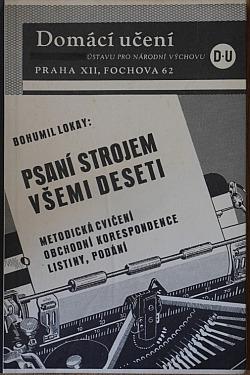 Domácí učení
ÚSTAVU PRO NÁRODNÍ VÝCHOVU
D·U
PRAHA XII, FOCHOVA 62
BOHUMIL LOKAY:
PSANÍ STROJEM
VŠEMI DESETI
METODICKÁ CVIČENÍ
OBCHODNÍ KORESPONDENCE
LISTINY, PODÁNÍ